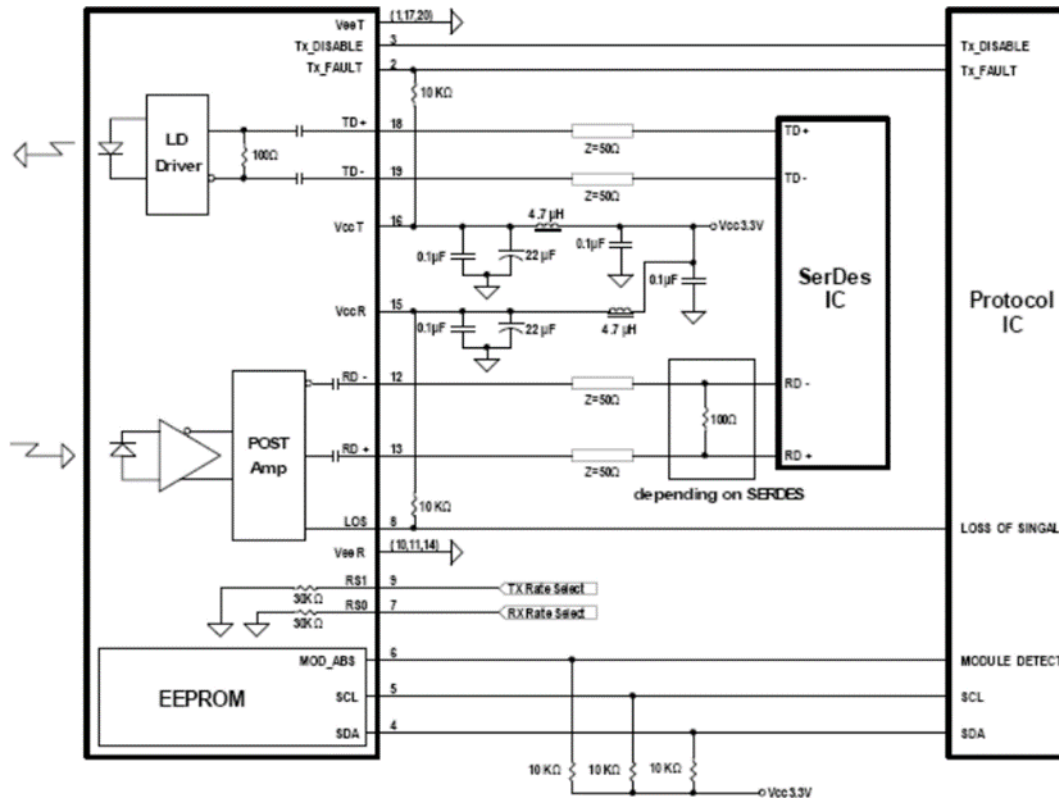 VeeT (1,17,20)
Tx_DISABLE 3 Tx_DISABLE
Tx_FAULT 2 Tx_FAULT
10 KΩ
LD
Driver
100Ω
TD+ 18 TD+
Z=50Ω
TD- 19 TD-
Z=50Ω
VccT 16 4.7 µH Vcc3.3V
0.1µF 22 µF 0.1µF
0.1µF
SerDes
IC
Protocol
IC
VccR 15
0.1µF 22 µF 4.7 µH
RD - 12 RD -
Z=50Ω
100Ω
POST
Amp
RD + 13 RD +
Z=50Ω
depending on SERDES
10 KΩ
LOS 8 LOSS OF SINGAL
VeeR (10,11,14)
RS1 9 TX Rate Select
30KΩ
RS0 7 RX Rate Select
30KΩ
MOD_ABS 6 MODULE DETECT
EEPROM
SCL 5 SCL
SDA 4 SDA
10 KΩ 10 KΩ 10 KΩ
Vcc3.3V